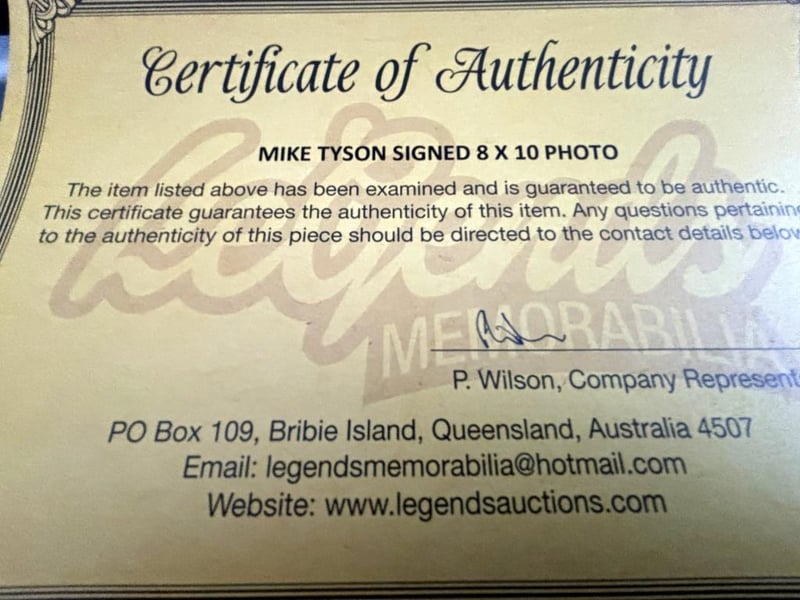 Certificate of Authenticity
MIKE TYSON SIGNED 8 X 10 PHOTO
The item listed above has been examined and is guaranteed to be authentic.
This certificate guarantees the authenticity of this item. Any questions pertaining
to the authenticity of this piece should be directed to the contact details below
Legends
MEMORABILIA
P. Wilson, Company Represent
PO Box 109, Bribie Island, Queensland, Australia 4507
Email: legendsmemorabilia@hotmail.com
Website: www.legendsauctions.com